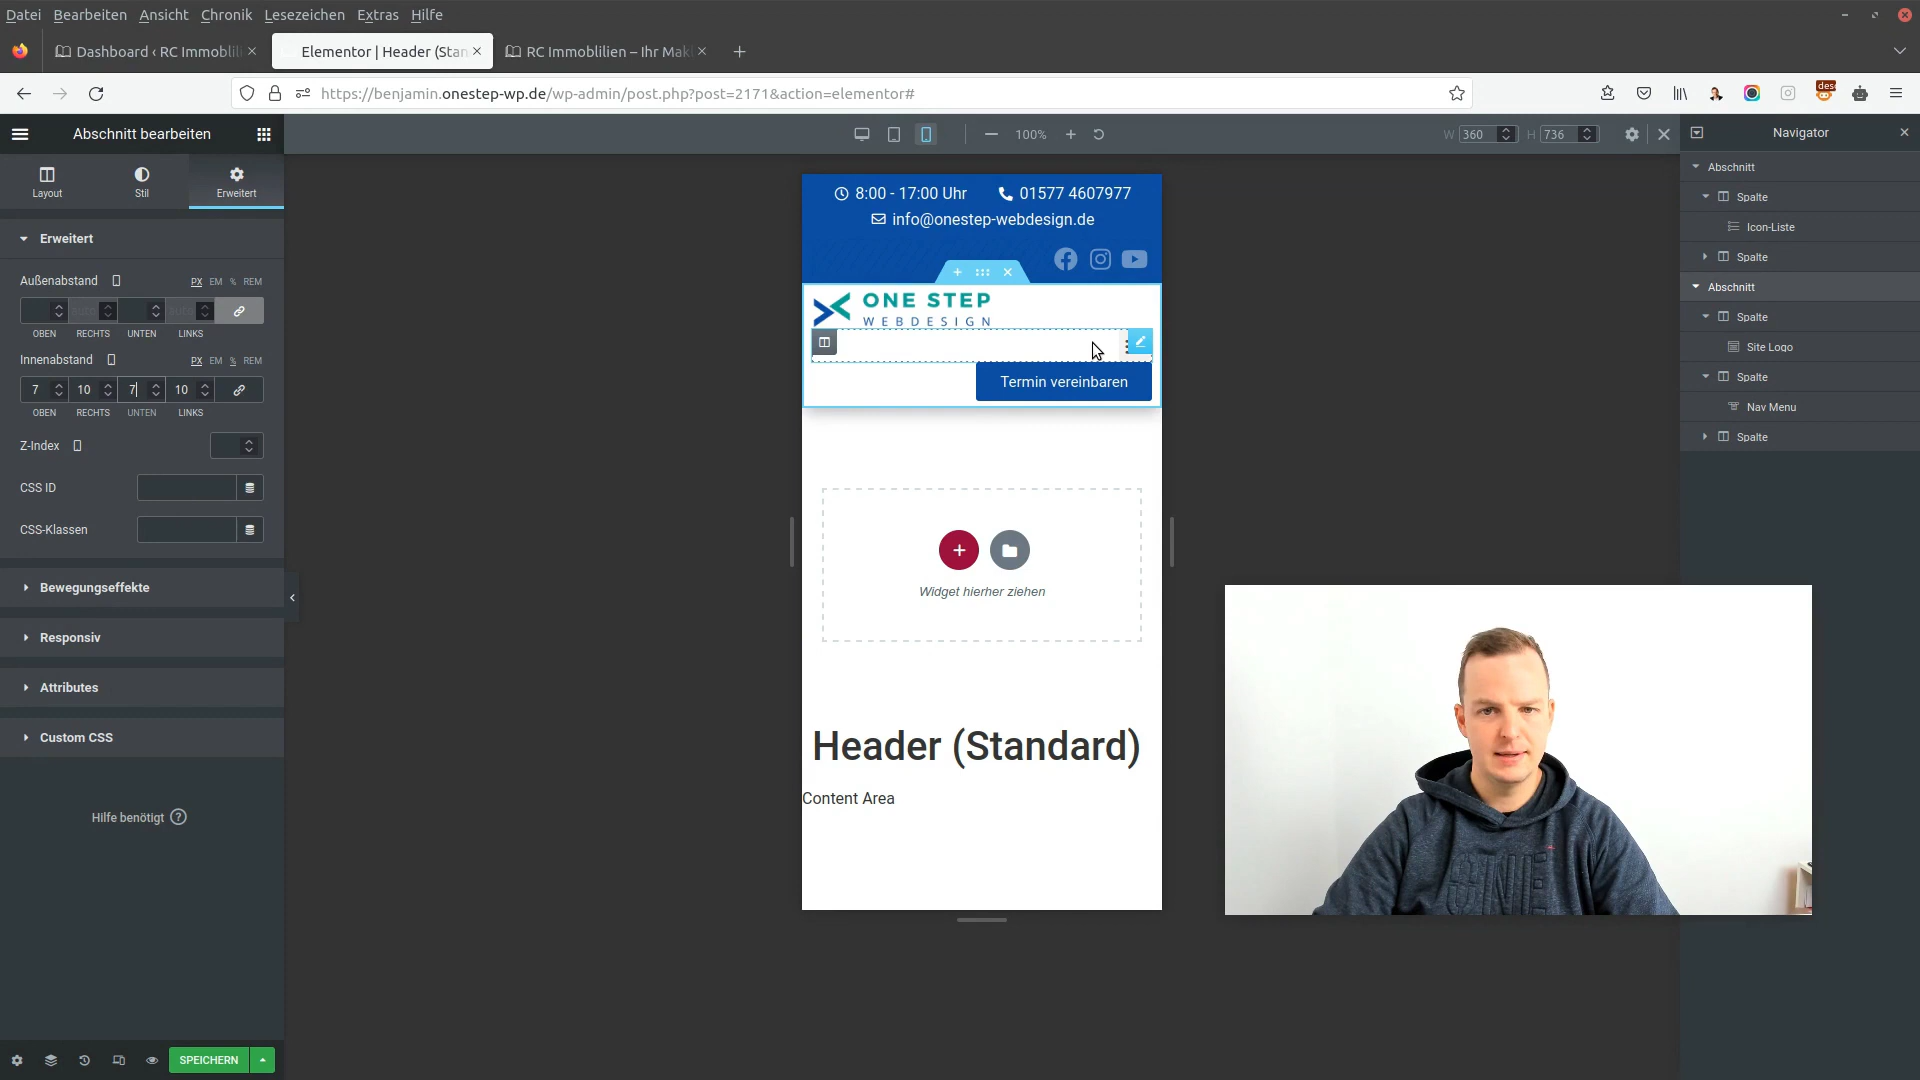 Datei Bearbeiten Ansicht Chronik Lesezeichen Extras Hilfe
Dashboard ‹ RC Immoblil
Elementor | Header (Stan
RC Immoblilien – Ihr Makl
https://benjamin.onestep-wp.de/wp-admin/post.php?post=2171&action=elementor#
des
Abschnitt bearbeiten
100%
W 360
H 736
Navigator
Layout
Stil
Erweitert
Erweitert
Außenabstand
PX EM % REM
auto auto
OBEN RECHTS UNTEN LINKS
Innenabstand
PX EM % REM
7 10 7 10
OBEN RECHTS UNTEN LINKS
Z-Index
CSS ID
CSS-Klassen
Bewegungseffekte
Responsiv
Attributes
Custom CSS
Hilfe benötigt ?
SPEICHERN
8:00 - 17:00 Uhr 01577 4607977
info@onestep-webdesign.de
ONE STEP
WEBDESIGN
Termin vereinbaren
Widget hierher ziehen
Header (Standard)
Content Area
Abschnitt
Spalte
Icon-Liste
Spalte
Abschnitt
Spalte
Site Logo
Spalte
Nav Menu
Spalte